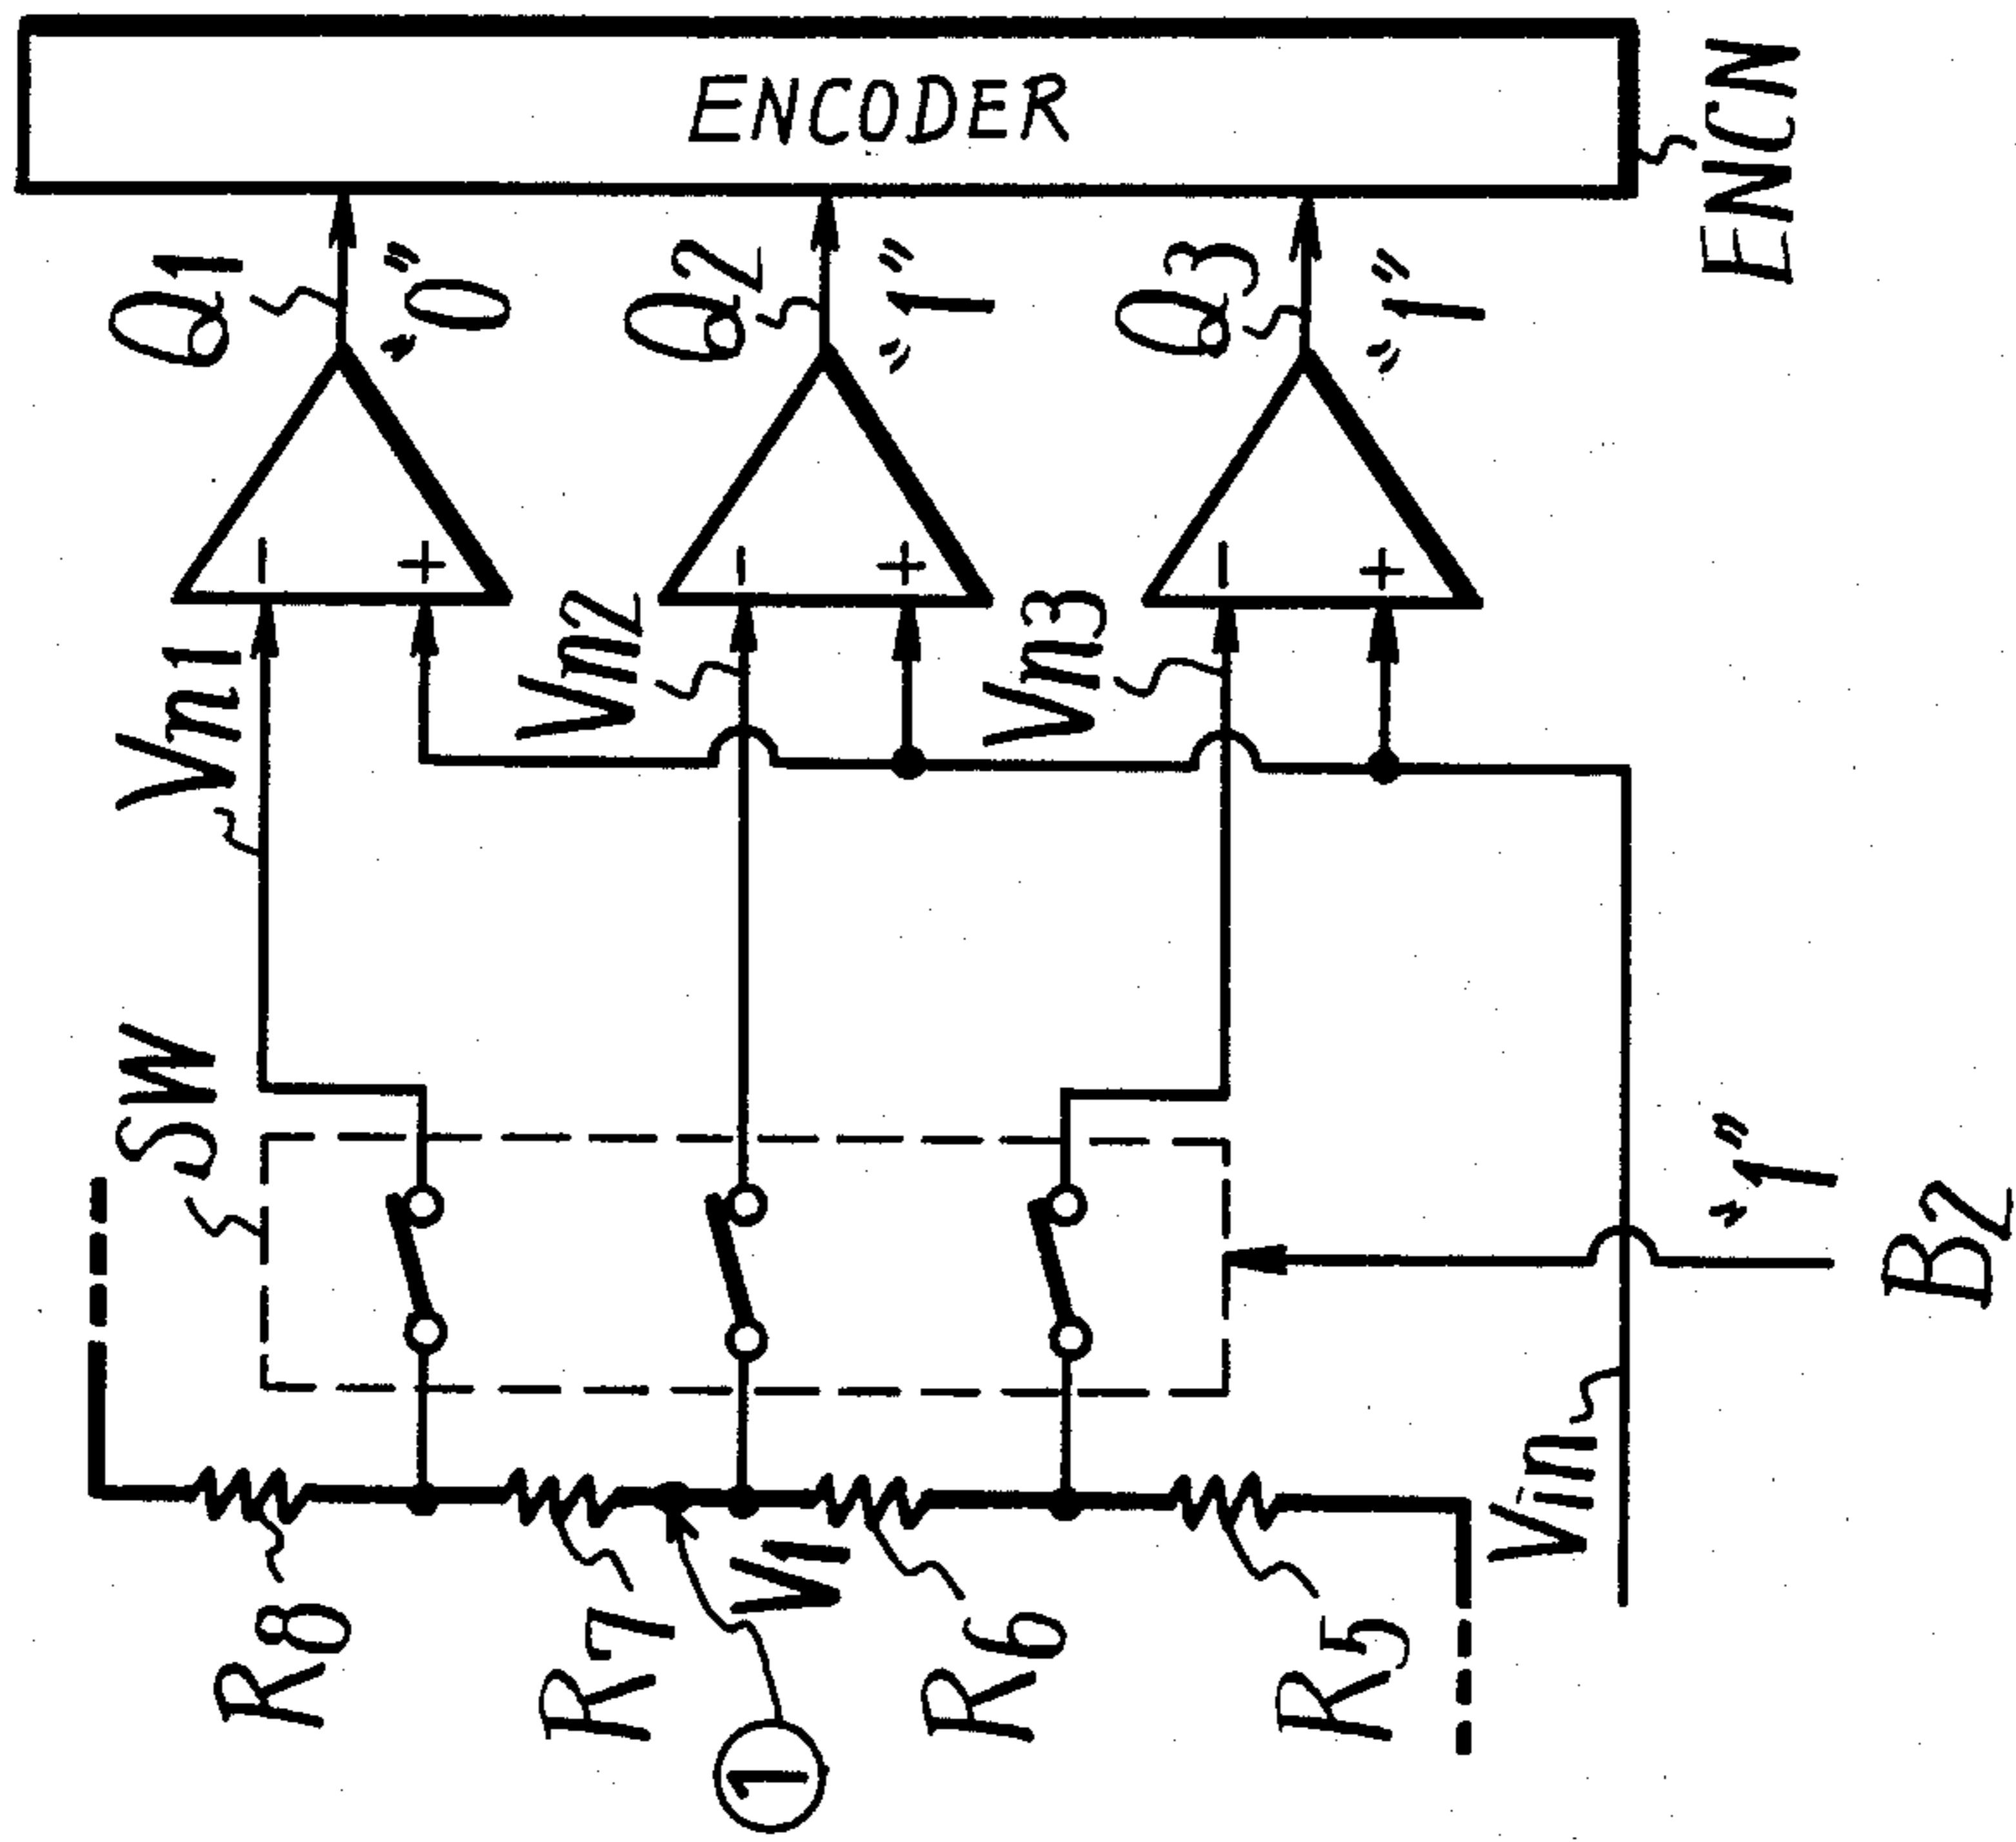 ENCODER
ENCN
Q1
"0"
Q2
"1"
Q3
"1"
Vn1
Vn2
Vn3
SW
"1"
B2
R8
R7
V1
R6
R5
Vin
①